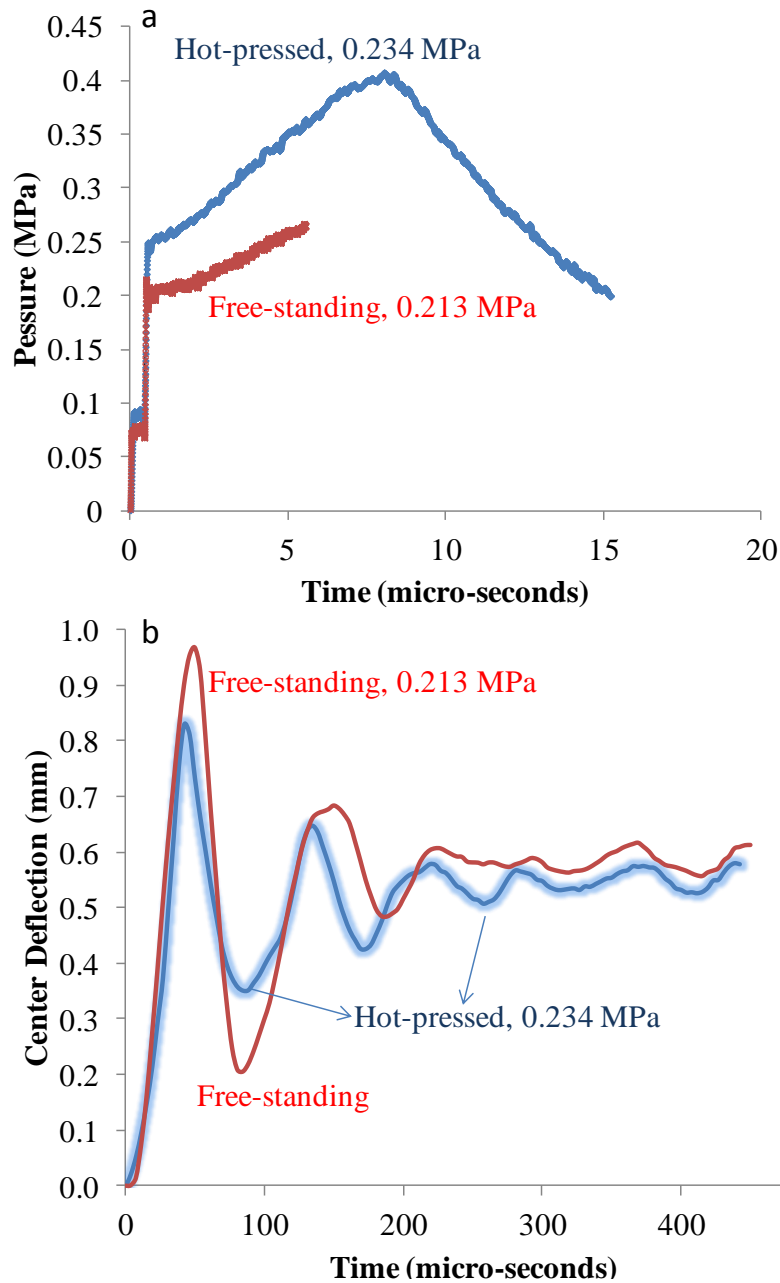 a
Hot-pressed, 0.234 MPa
Free-standing, 0.213 MPa
Pessure (MPa)
0.45
0.4
0.35
0.3
0.25
0.2
0.15
0.1
0.05
0
0 5 10 15 20
Time (micro-seconds)
b
Free-standing, 0.213 MPa
Hot-pressed, 0.234 MPa
Free-standing
Center Deflection (mm)
1.0
0.9
0.8
0.7
0.6
0.5
0.4
0.3
0.2
0.1
0.0
0 100 200 300 400
Time (micro-seconds)